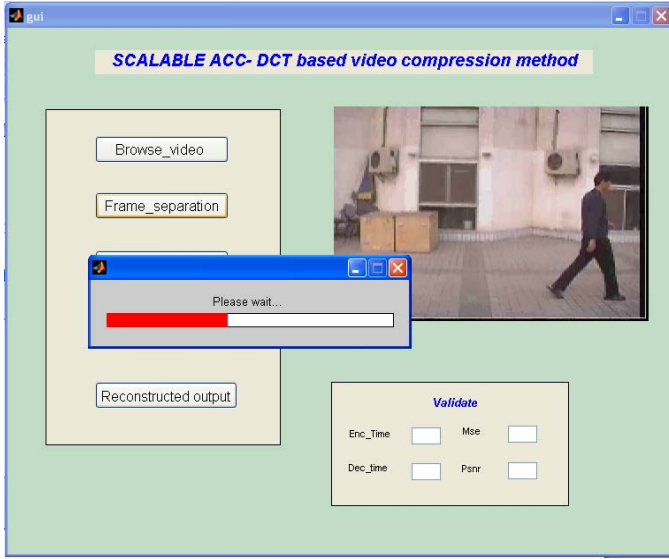 gui
SCALABLE ACC- DCT based video compression method
Browse_video
Frame_separation
Please wait...
Reconstructed output
Validate
Enc_Time
Mse
Dec_time
Psnr